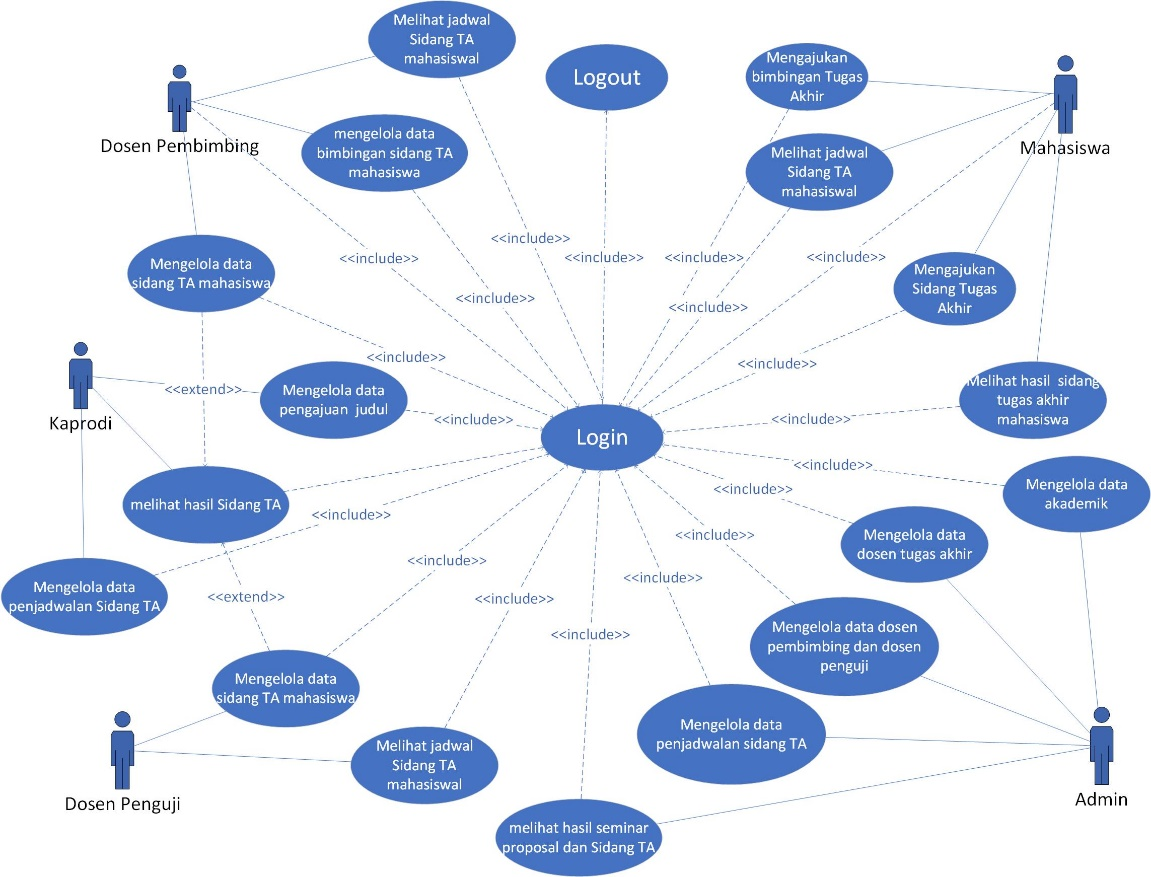 Melihat jadwal
Sidang TA
mahasiswal
Logout
Mengajukan
bimbingan Tugas
Akhir
Dosen Pembimbing
mengelola data
bimbingan sidang TA
mahasiswa
Melihat jadwal
Sidang TA
mahasiswal
Mahasiswa
<<include>>
<<include>>
<<include>>
<<include>>
<<include>>
Mengelola data
sidang TA mahasiswa
Mengajukan
Sidang Tugas
Akhir
<<include>>
<<include>>
<<include>>
<<include>>
Kaprodi
<<extend>>
Mengelola data
pengajuan  judul
<<include>>
Login
<<include>>
Melihat hasil  sidang
tugas akhir
mahasiswa
<<include>>
<<include>>
Mengelola data
akademik
melihat hasil Sidang TA
<<include>>
<<include>>
Mengelola data
dosen tugas akhir
<<include>>
<<include>>
Mengelola data
penjadwalan Sidang TA
<<extend>>
<<include>>
<<include>>
Mengelola data dosen
pembimbing dan dosen
penguji
Mengelola data
sidang TA mahasiswa
Mengelola data
penjadwalan sidang TA
Dosen Penguji
Melihat jadwal
Sidang TA
mahasiswal
Admin
melihat hasil seminar
proposal dan Sidang TA